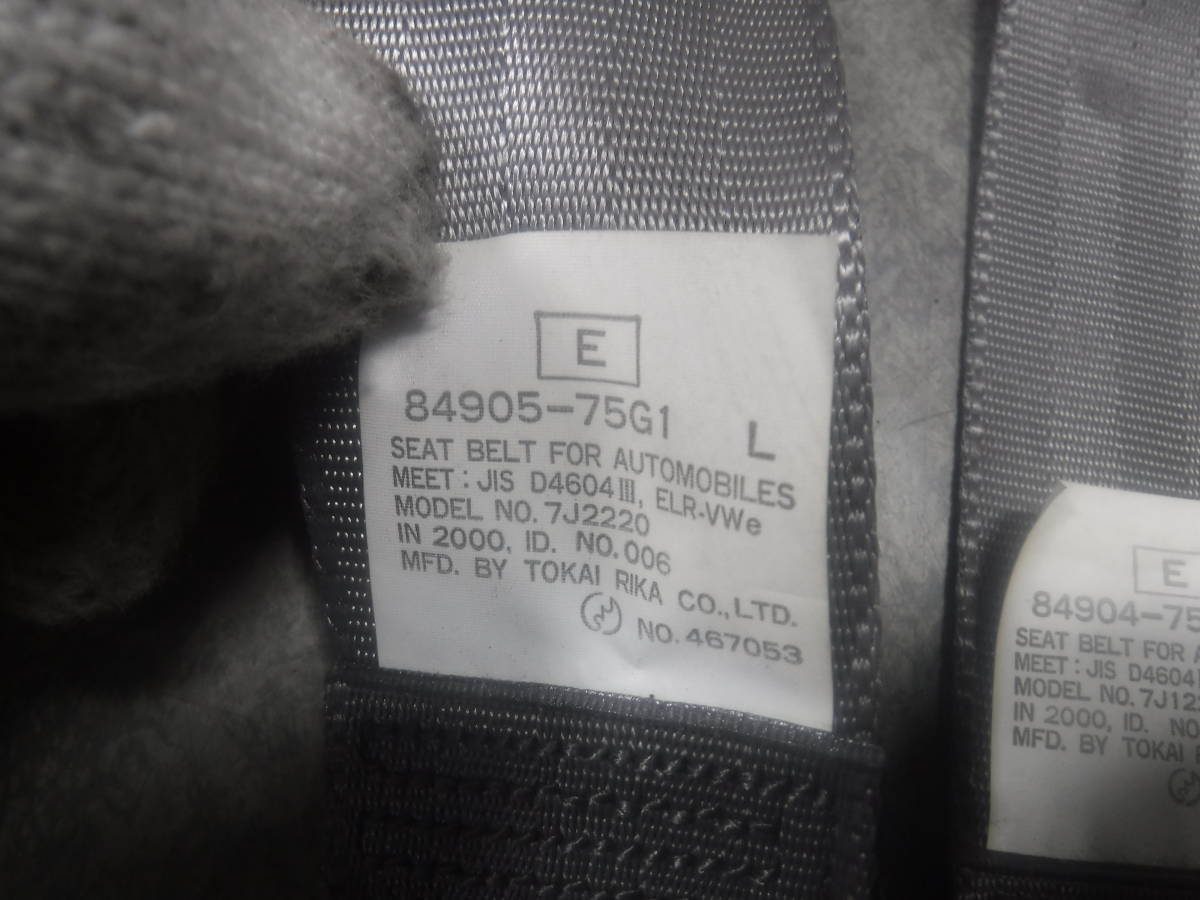 E
84905-75G1 L
SEAT BELT FOR AUTOMOBILES
MEET: JIS D4604III, ELR-VWe
MODEL NO. 7J2220
IN 2000, ID. NO. 006
MFD. BY TOKAI RIKA CO.,LTD.
NO. 467053
E
84904-75
SEAT BELT FOR A
MEET: JIS D4604
MODEL NO. 7J12
IN 2000, ID. NO
MFD. BY TOKAI